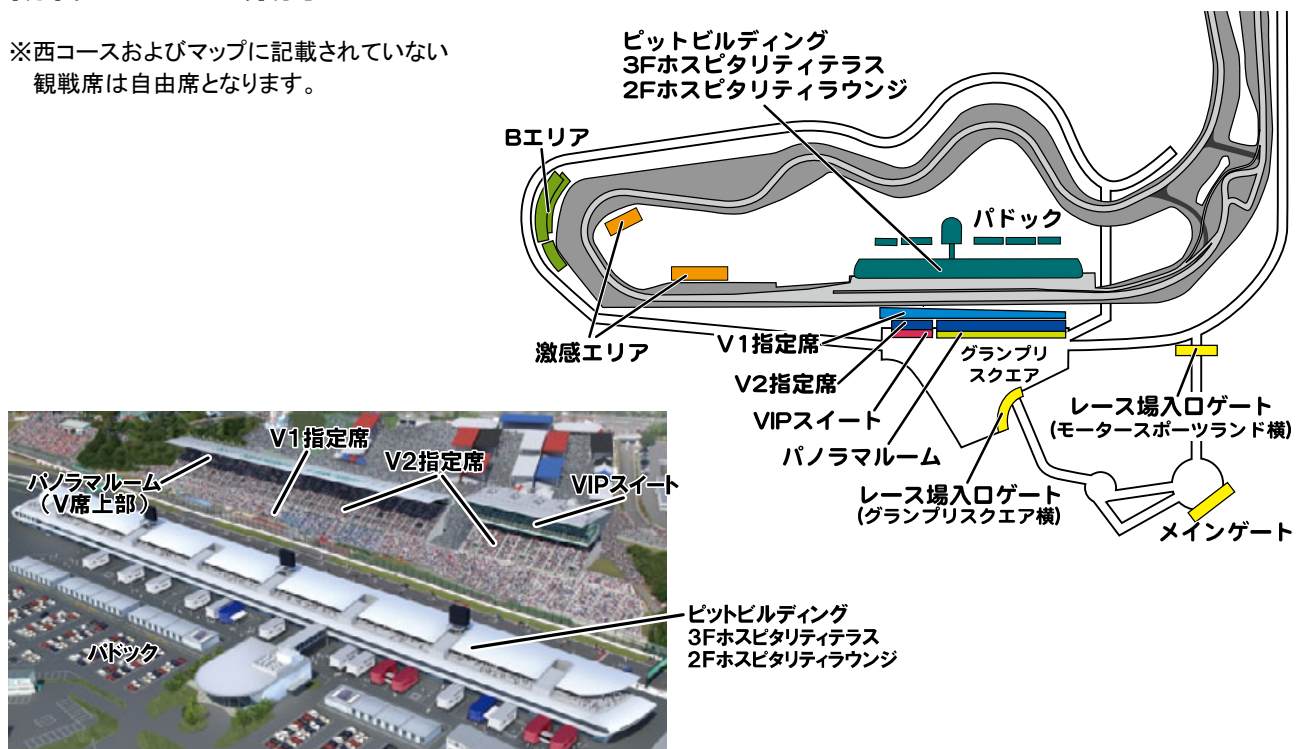 ※西コースおよびマップに記載されていない
観戦席は自由席となります。
ピットビルディング
3Fホスピタリティテラス
2Fホスピタリティラウンジ
Bエリア
パドック
激感エリア
V1指定席
V2指定席
VIPスイート
パノラマルーム
グランプリ
スクエア
レース場入口ゲート
(モータースポーツランド横)
レース場入口ゲート
(グランプリスクエア横)
メインゲート
V1指定席
V2指定席
パノラマルーム
(V席上部)
VIPスイート
パドック
ピットビルディング
3Fホスピタリティテラス
2Fホスピタリティラウンジ